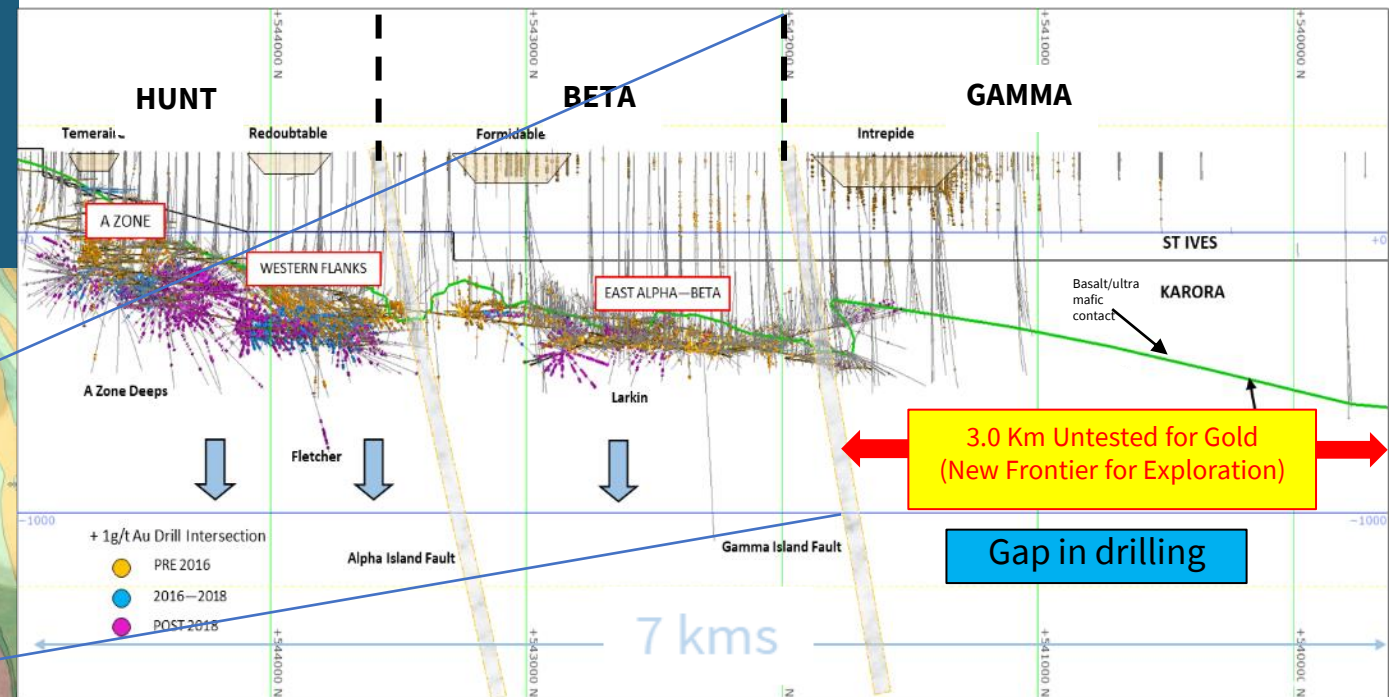 +544000 N
+543000 N
+542000 N
+541000 N
+540000 N
HUNT
BETA
GAMMA
Redoubtable
Formidable
Intrepide
A ZONE
WESTERN FLANKS
EAST ALPHA—BETA
+0
+0
ST IVES
KARORA
Basalt/ultra
mafic
contact
A Zone Deeps
Larkin
Fletcher
3.0 Km Untested for Gold
(New Frontier for Exploration)
−1000
−1000
+ 1g/t Au Drill Intersection
PRE 2016
2016—2018
POST 2018
Alpha Island Fault
Gamma Island Fault
Gap in drilling
7 kms
+544000 N
+543000 N
N
+541000 N